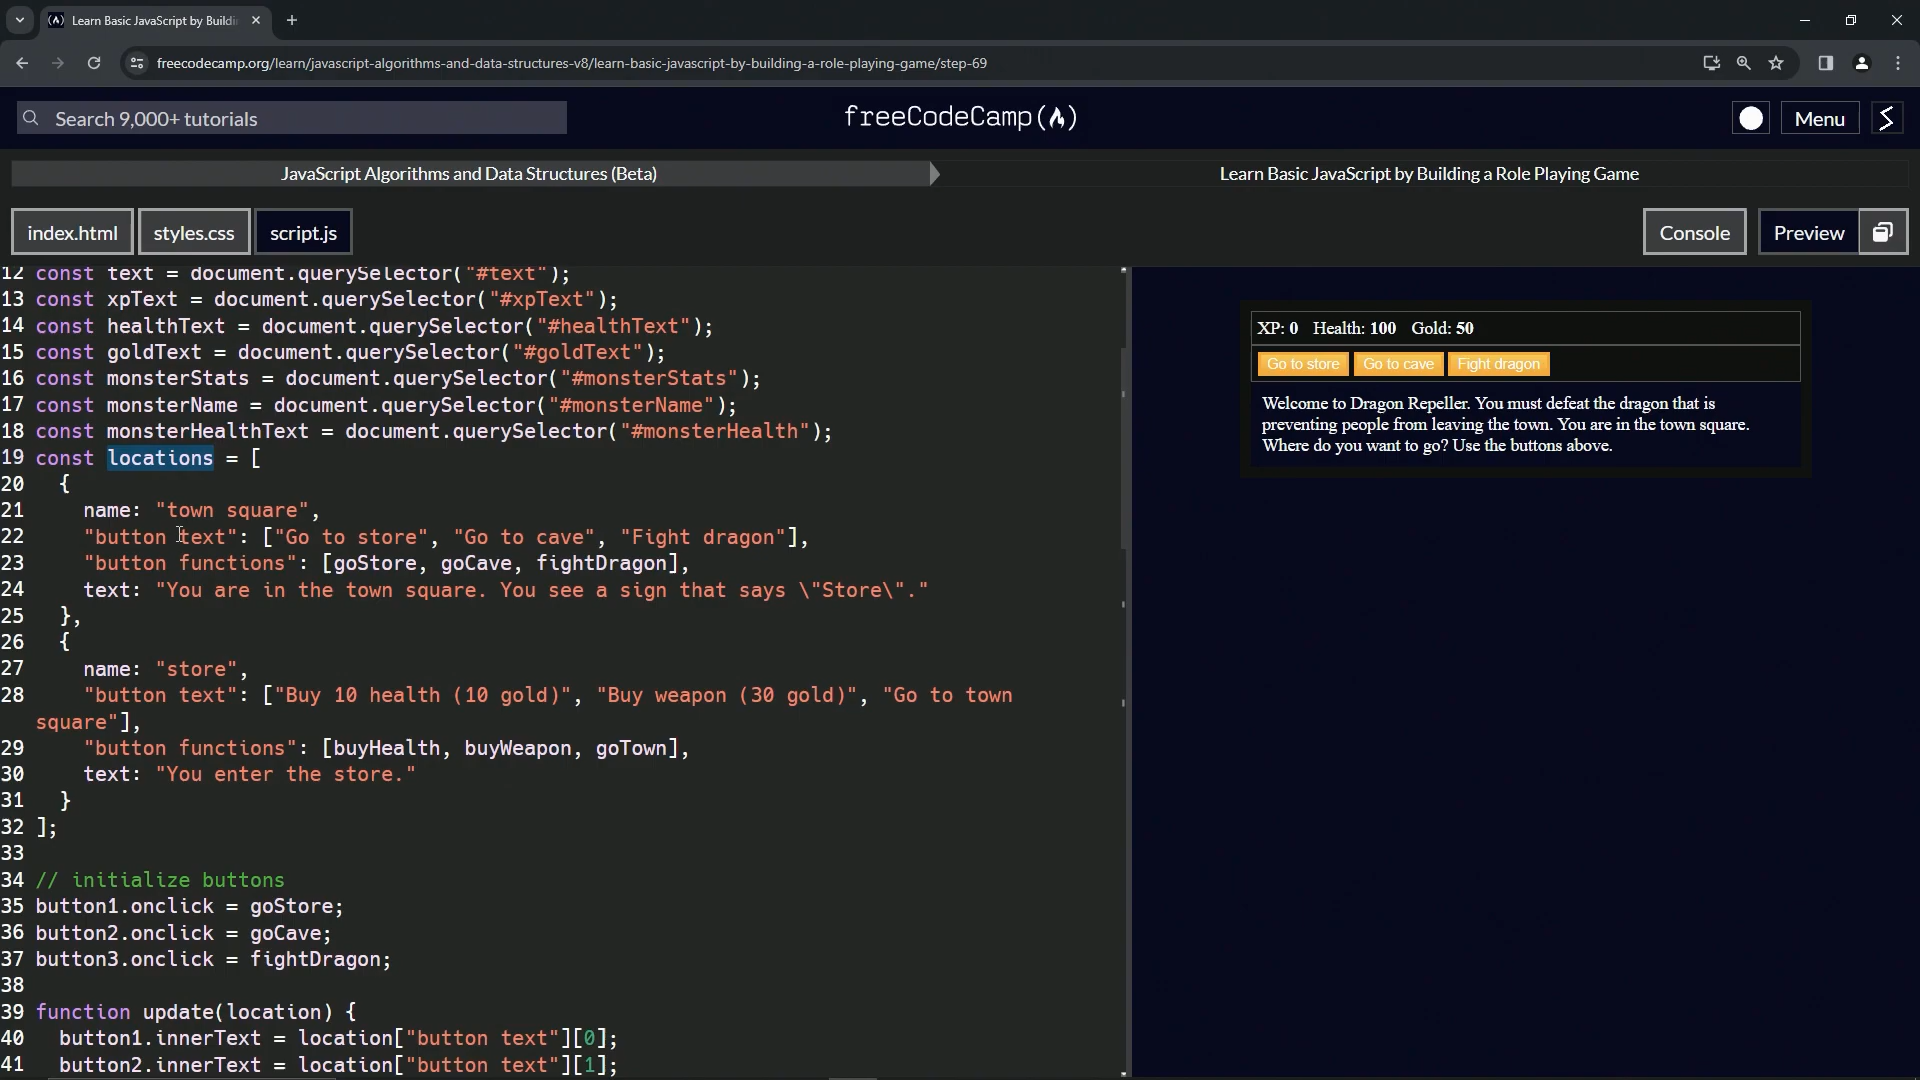 Learn Basic JavaScript by Buildi
freecodecamp.org/learn/javascript-algorithms-and-data-structures-v8/learn-basic-javascript-by-building-a-role-playing-game/step-69
Search 9,000+ tutorials
freeCodeCamp(🔥)
Menu
JavaScript Algorithms and Data Structures (Beta)
Learn Basic JavaScript by Building a Role Playing Game
index.html
styles.css
script.js
Console
Preview
12 const text = document.querySelector("#text");
13 const xpText = document.querySelector("#xpText");
14 const healthText = document.querySelector("#healthText");
15 const goldText = document.querySelector("#goldText");
16 const monsterStats = document.querySelector("#monsterStats");
17 const monsterName = document.querySelector("#monsterName");
18 const monsterHealthText = document.querySelector("#monsterHealth");
19 const locations = [
20 {
21 name: "town square",
22 "button text": ["Go to store", "Go to cave", "Fight dragon"],
23 "button functions": [goStore, goCave, fightDragon],
24 text: "You are in the town square. You see a sign that says \"Store\"."
25 },
26 {
27 name: "store",
28 "button text": ["Buy 10 health (10 gold)", "Buy weapon (30 gold)", "Go to town
square"],
29 "button functions": [buyHealth, buyWeapon, goTown],
30 text: "You enter the store."
31 }
32 ];
33
34 // initialize buttons
35 button1.onclick = goStore;
36 button2.onclick = goCave;
37 button3.onclick = fightDragon;
38
39 function update(location) {
40 button1.innerText = location["button text"][0];
41 button2.innerText = location["button text"][1];
XP: 0 Health: 100 Gold: 50
Go to store Go to cave Fight dragon
Welcome to Dragon Repeller. You must defeat the dragon that is
preventing people from leaving the town. You are in the town square.
Where do you want to go? Use the buttons above.